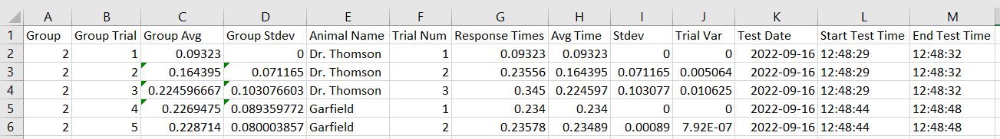 A B C D E F G H I J K L M
1 Group Group Trial Group Avg Group Stdev Animal Name Trial Num Response Times Avg Time Stdev Trial Var Test Date Start Test Time End Test Time
2 2 1 0.09323 0 Dr. Thomson 1 0.09323 0.09323 0 0 2022-09-16 12:48:29 12:48:32
3 2 2 0.164395 0.071165 Dr. Thomson 2 0.23556 0.164395 0.071165 0.005064 2022-09-16 12:48:29 12:48:32
4 2 3 0.224596667 0.103076603 Dr. Thomson 3 0.345 0.224597 0.103077 0.010625 2022-09-16 12:48:29 12:48:32
5 2 4 0.2269475 0.089359772 Garfield 1 0.234 0.234 0 0 2022-09-16 12:48:44 12:48:48
6 2 5 0.228714 0.080003857 Garfield 2 0.23578 0.23489 0.00089 7.92E-07 2022-09-16 12:48:44 12:48:48